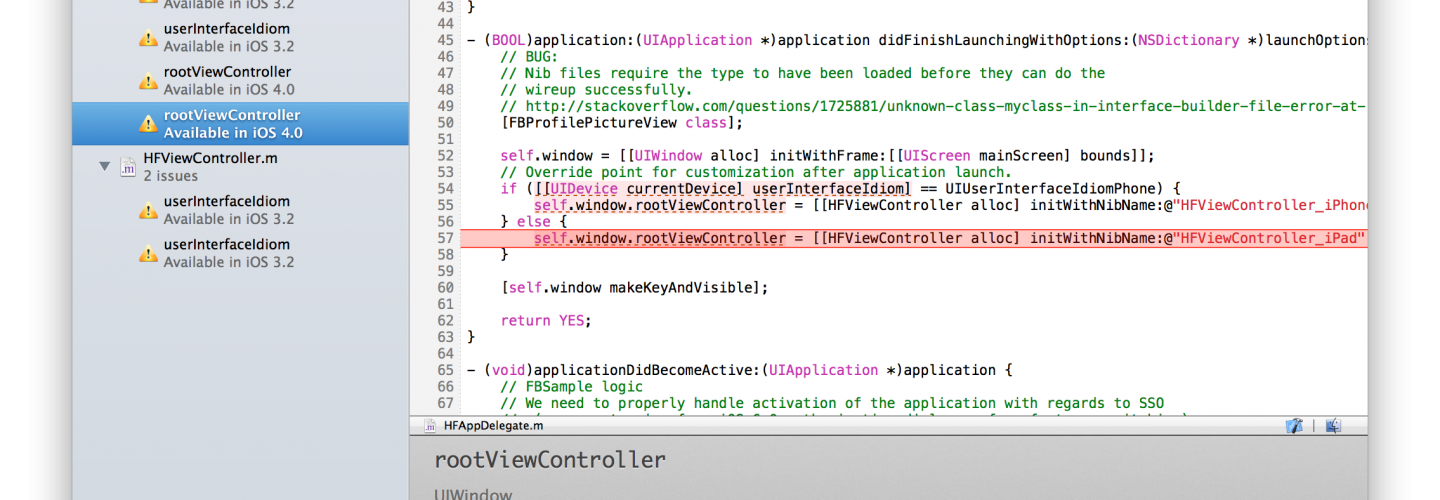 Available in iOS 3.2
userInterfaceIdiom
Available in iOS 3.2
rootViewController
Available in iOS 4.0
rootViewController
Available in iOS 4.0
HFViewController.m
2 issues
userInterfaceIdiom
Available in iOS 3.2
userInterfaceIdiom
Available in iOS 3.2
43 }
44
45 - (BOOL)application:(UIApplication *)application didFinishLaunchingWithOptions:(NSDictionary *)launchOption
46 // BUG:
47 // Nib files require the type to have been loaded before they can do the
48 // wireup successfully.
49 // http://stackoverflow.com/questions/1725881/unknown-class-myclass-in-interface-builder-file-error-at-
50 [FBProfilePictureView class];
51
52 self.window = [[UIWindow alloc] initWithFrame:[[UIScreen mainScreen] bounds]];
53 // Override point for customization after application launch.
54 if ([[UIDevice currentDevice] userInterfaceIdiom] == UIUserInterfaceIdiomPhone) {
55 self.window.rootViewController = [[HFViewController alloc] initWithNibName:@"HFViewController_iPhon
56 } else {
57 self.window.rootViewController = [[HFViewController alloc] initWithNibName:@"HFViewController_iPad"
58 }
59
60 [self.window makeKeyAndVisible];
61
62 return YES;
63 }
64
65 - (void)applicationDidBecomeActive:(UIApplication *)application {
66 // FBSample logic
67 // We need to properly handle activation of the application with regards to SSO
.m HFAppDelegate.m
rootViewController
UIWindow